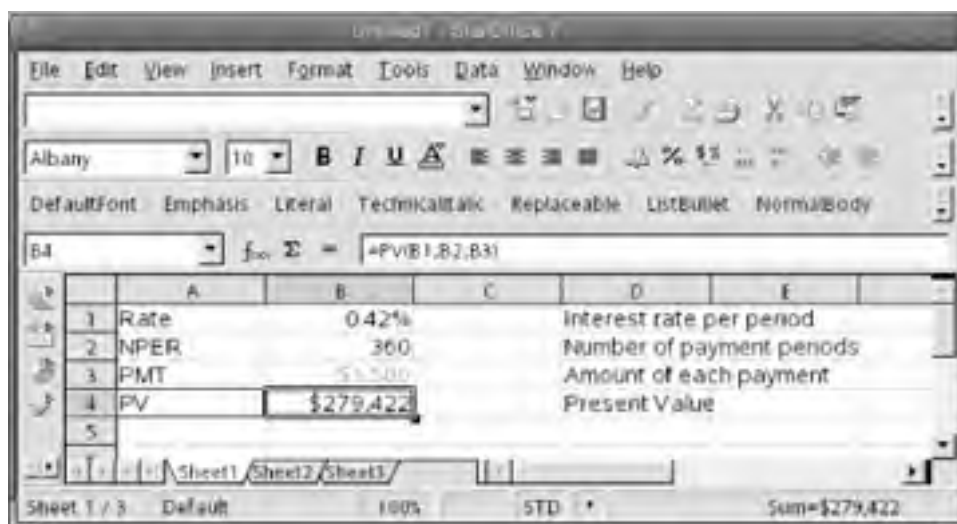 Untitled1 - StarOffice 7
File Edit View Insert Format Tools Data Window Help
Albany 10 B I U A % $%
DefaultFont Emphasis Literal TechnicalItalic Replaceable ListBullet NormalBody
B4 Σ = =PV(B1;B2;B3)
A B C D E
1 Rate 0.42% Interest rate per period
2 NPER 360 Number of payment periods
3 PMT Amount of each payment
4 PV $279,422 Present Value
5
Sheet1 Sheet2 Sheet3
Sheet 1 / 3 Default 100% STD * Sum=$279,422